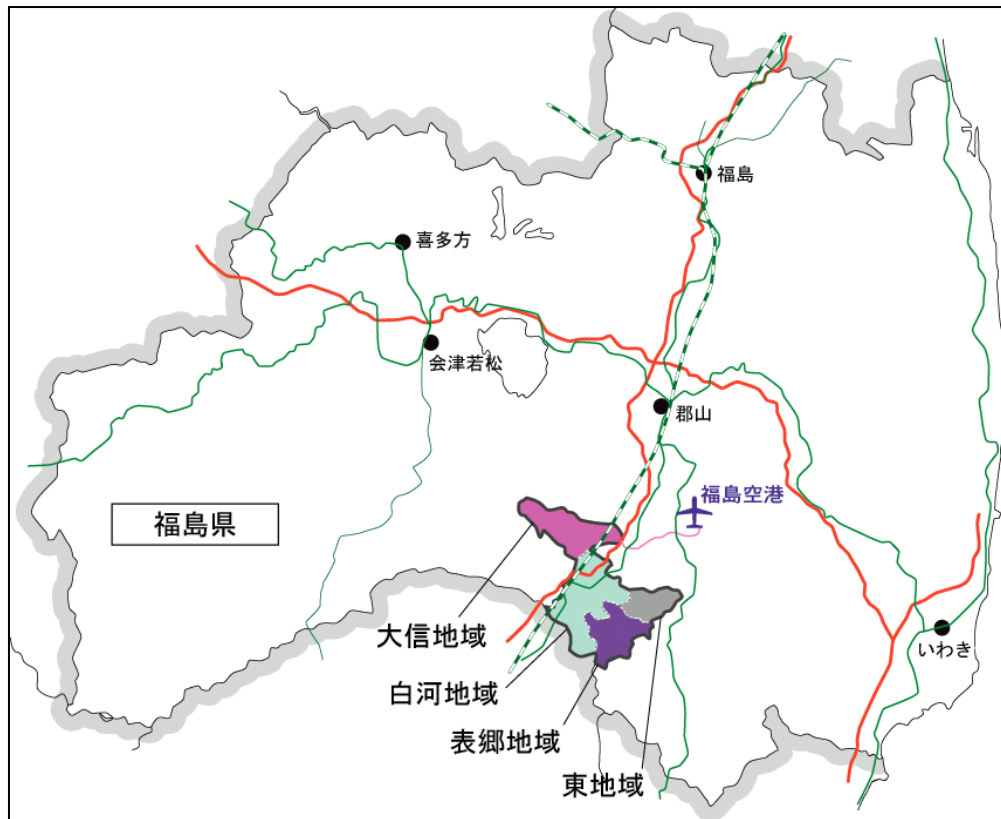 福島
喜多方
会津若松
郡山
福島空港
福島県
大信地域
いわき
白河地域
表郷地域
東地域